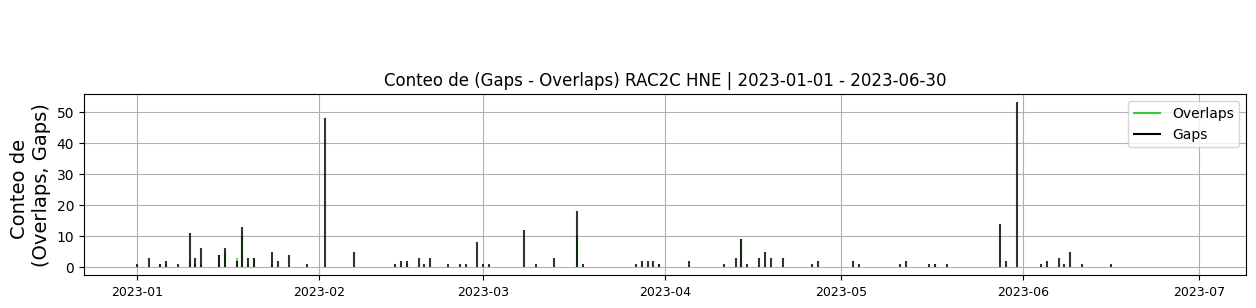 Conteo de (Gaps - Overlaps) RAC2C HNE | 2023-01-01 - 2023-06-30
Conteo de
(Overlaps, Gaps)
50
40
30
20
10
0
Overlaps
Gaps
2023-01
2023-02
2023-03
2023-04
2023-05
2023-06
2023-07